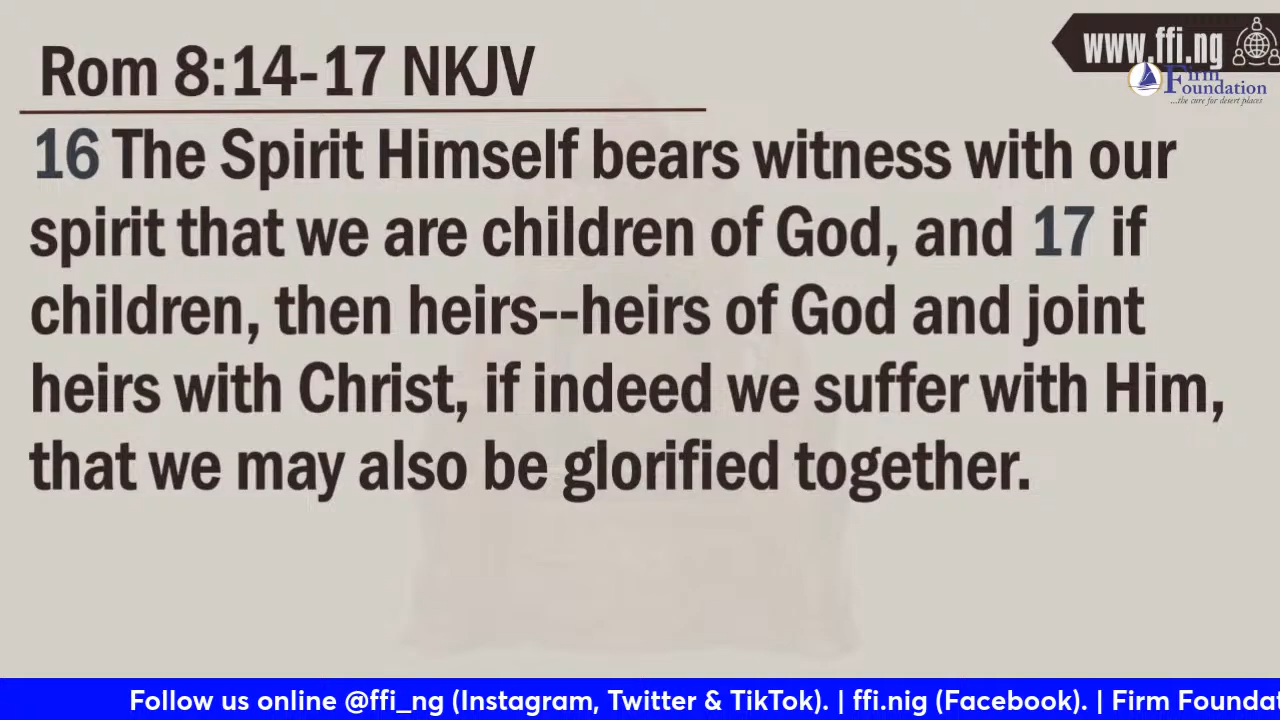 Rom 8:14-17 NKJV
www.ffi.ng
Firm
Foundation
...the cure for desert places
16 The Spirit Himself bears witness with our
spirit that we are children of God, and 17 if
children, then heirs--heirs of God and joint
heirs with Christ, if indeed we suffer with Him,
that we may also be glorified together.
Follow us online @ffi_ng (Instagram, Twitter & TikTok). | ffi.nig (Facebook). | Firm Foundat